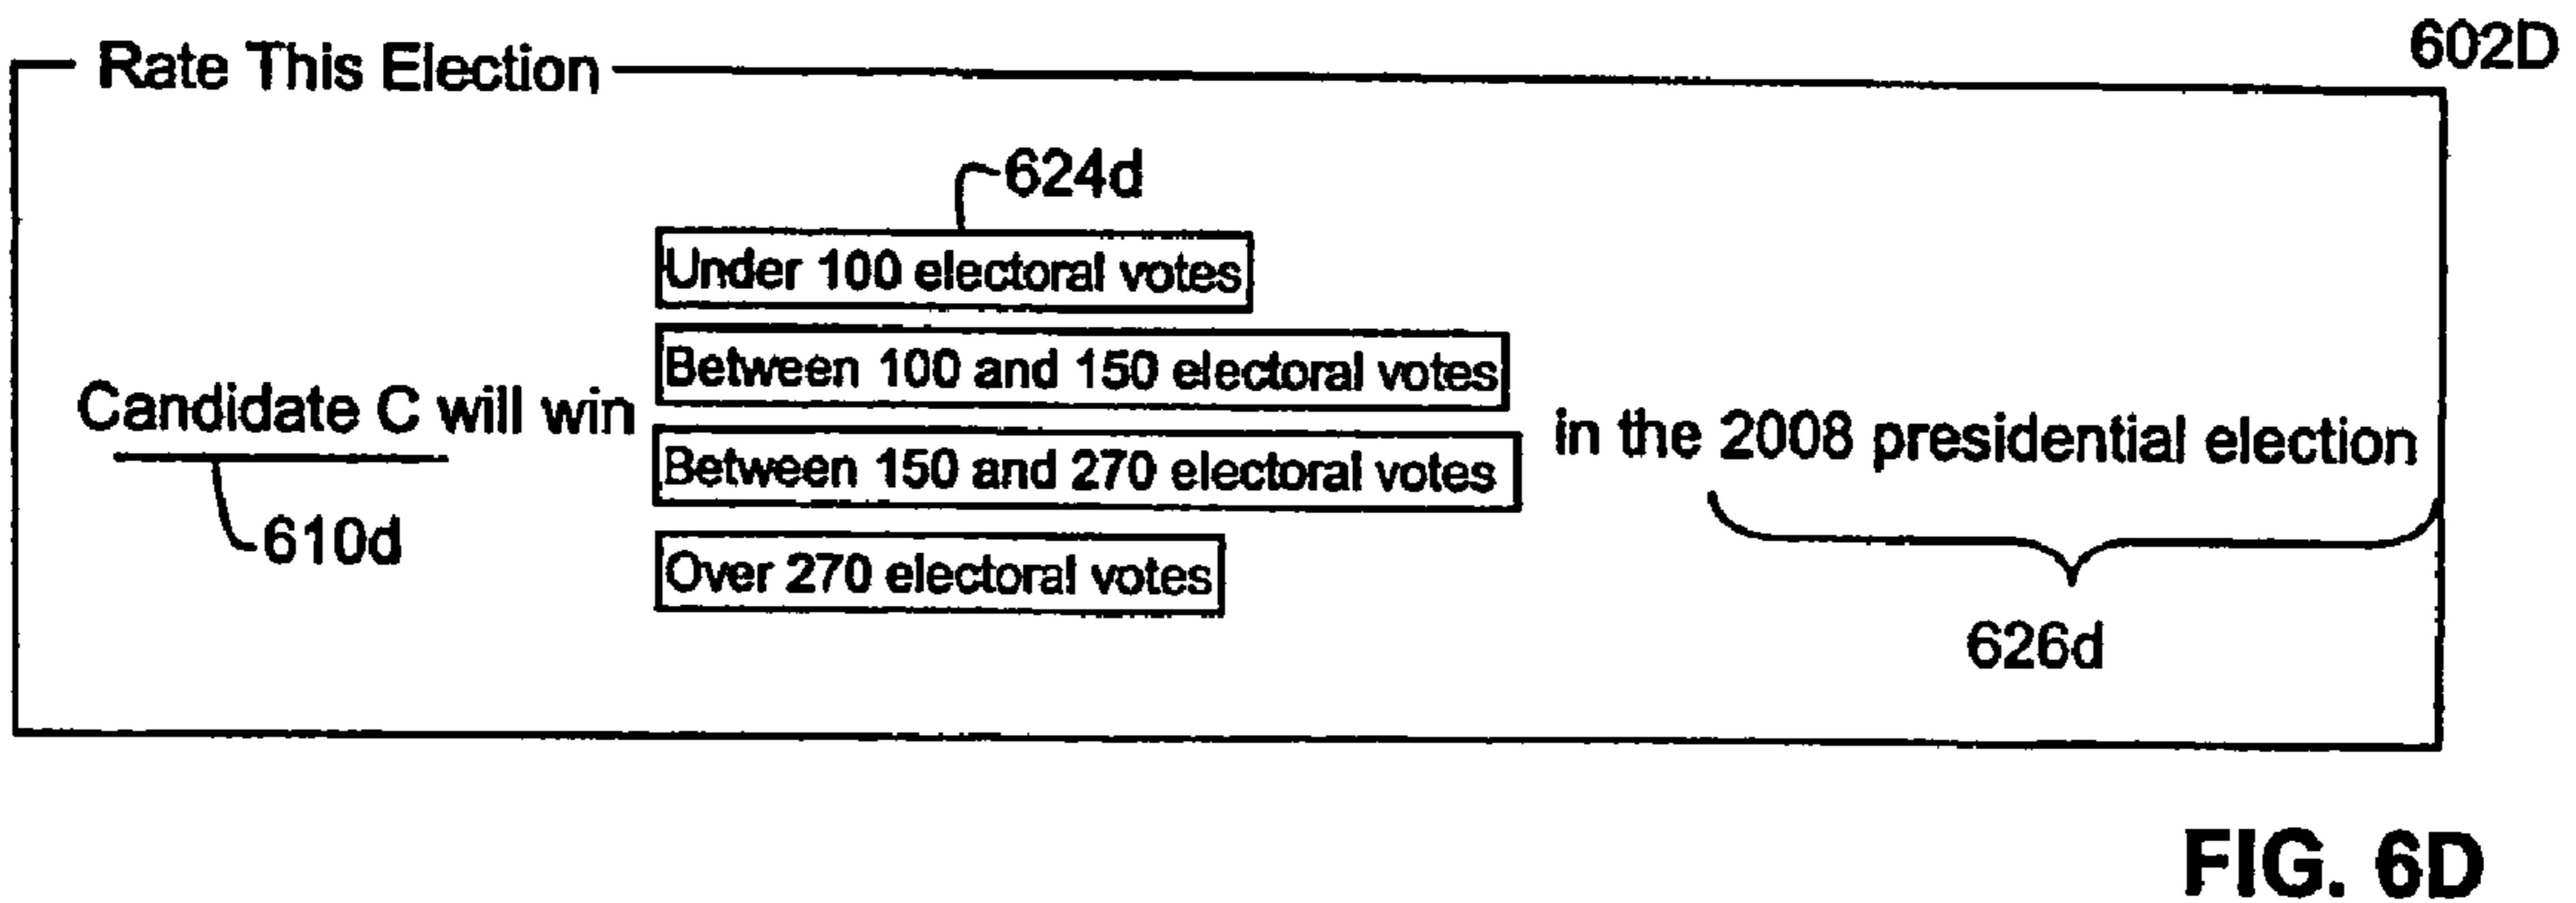 602D
Rate This Election
624d
Under 100 electoral votes
Between 100 and 150 electoral votes
Candidate C will win
in the 2008 presidential election
Between 150 and 270 electoral votes
610d
Over 270 electoral votes
626d
FIG. 6D